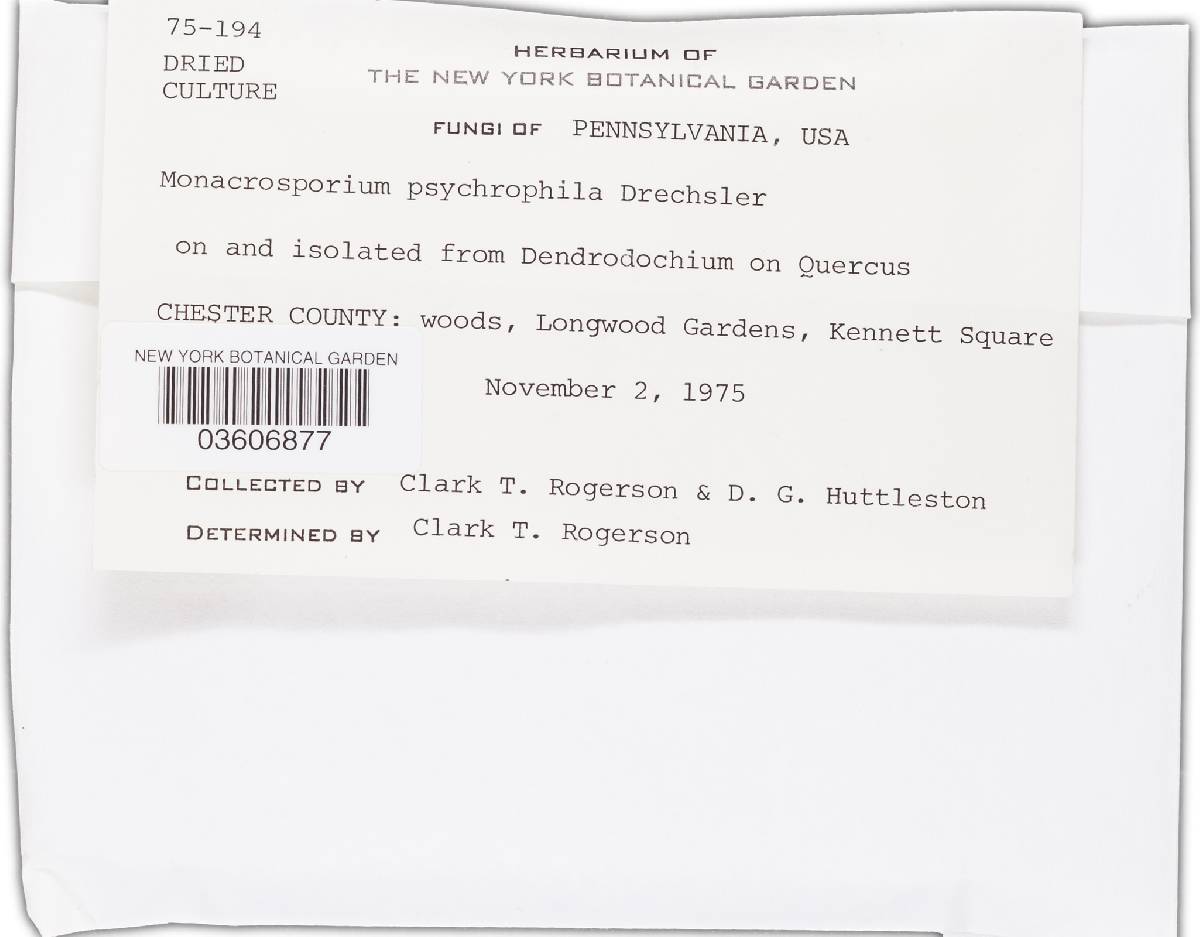 75-194
DRIED
CULTURE
HERBARIUM OF
THE NEW YORK BOTANICAL GARDEN
FUNGI OF PENNSYLVANIA, USA
Monacrosporium psychrophila Drechsler
on and isolated from Dendrodochium on Quercus
CHESTER COUNTY: woods, Longwood Gardens, Kennett Square
NEW YORK BOTANICAL GARDEN
03606877
November 2, 1975
COLLECTED BY Clark T. Rogerson & D. G. Huttleston
DETERMINED BY Clark T. Rogerson